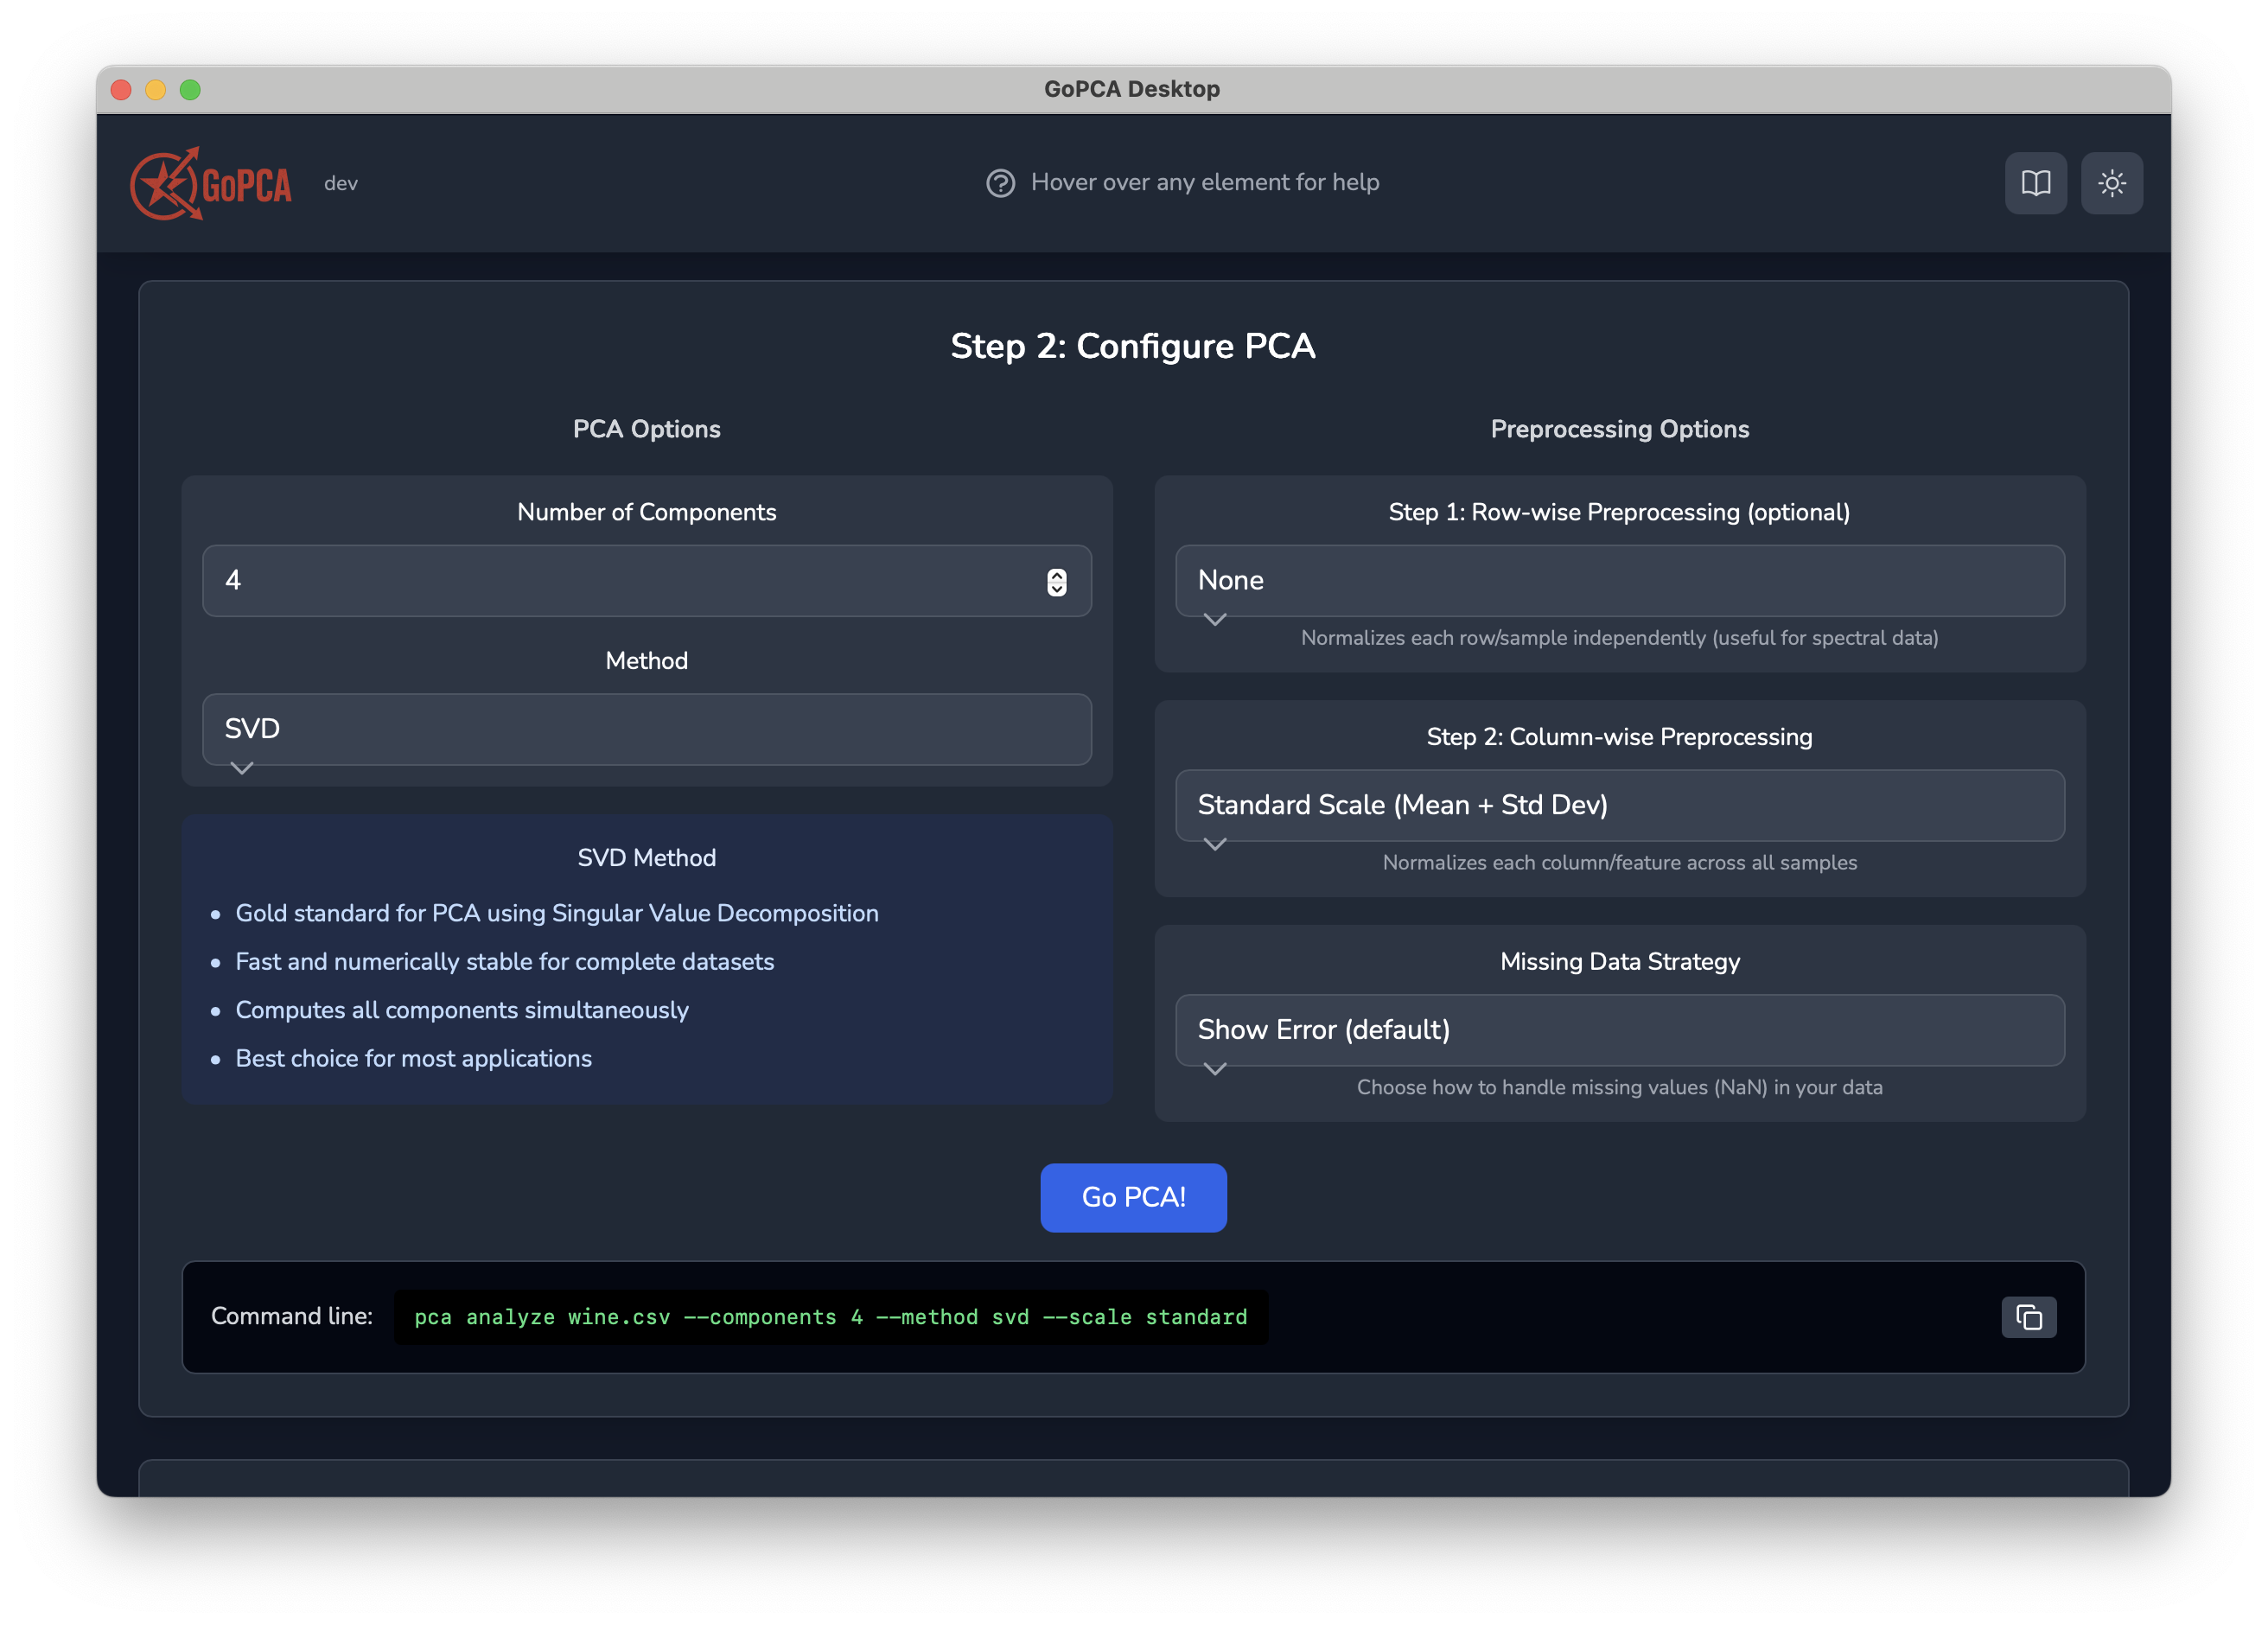 GoPCA Desktop
GoPCA
dev
Hover over any element for help
Step 2: Configure PCA
PCA Options
Number of Components
4
Method
SVD
SVD Method
Gold standard for PCA using Singular Value Decomposition
Fast and numerically stable for complete datasets
Computes all components simultaneously
Best choice for most applications
Preprocessing Options
Step 1: Row-wise Preprocessing (optional)
None
Normalizes each row/sample independently (useful for spectral data)
Step 2: Column-wise Preprocessing
Standard Scale (Mean + Std Dev)
Normalizes each column/feature across all samples
Missing Data Strategy
Show Error (default)
Choose how to handle missing values (NaN) in your data
Go PCA!
Command line: pca analyze wine.csv --components 4 --method svd --scale standard